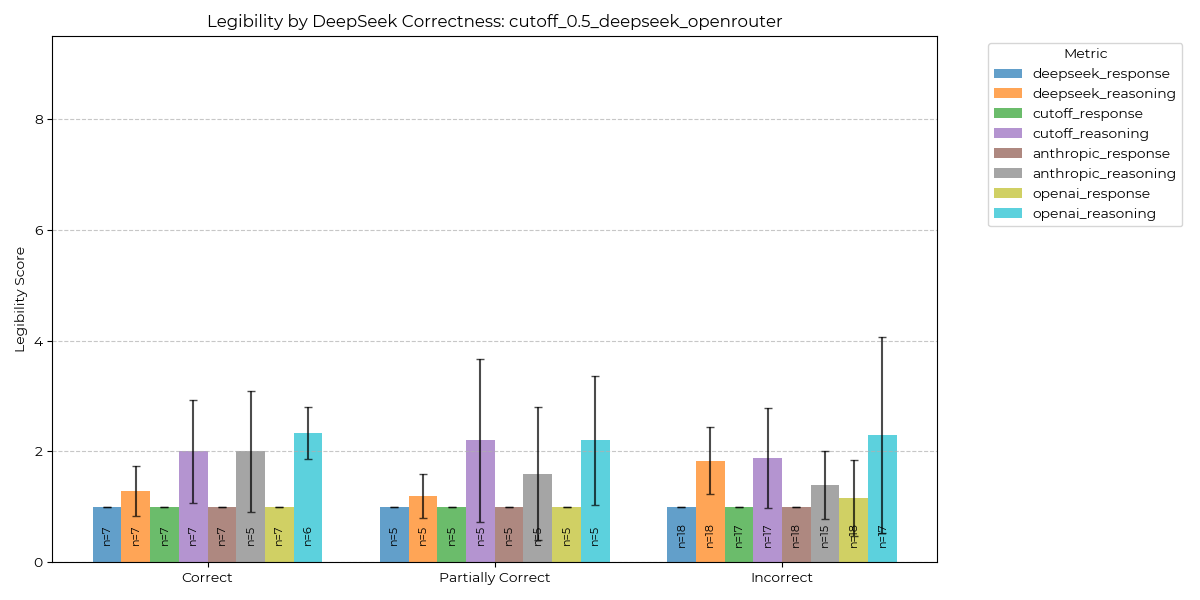 Legibility by DeepSeek Correctness: cutoff_0.5_deepseek_openrouter
Metric
deepseek_response
deepseek_reasoning
cutoff_response
cutoff_reasoning
anthropic_response
anthropic_reasoning
openai_response
openai_reasoning
Legibility Score
8
6
4
2
0
n=7
n=7
n=7
n=7
n=7
n=5
n=7
n=6
n=5
n=5
n=5
n=5
n=5
n=5
n=5
n=5
n=18
n=18
n=17
n=17
n=18
n=15
n=18
n=17
Correct
Partially Correct
Incorrect